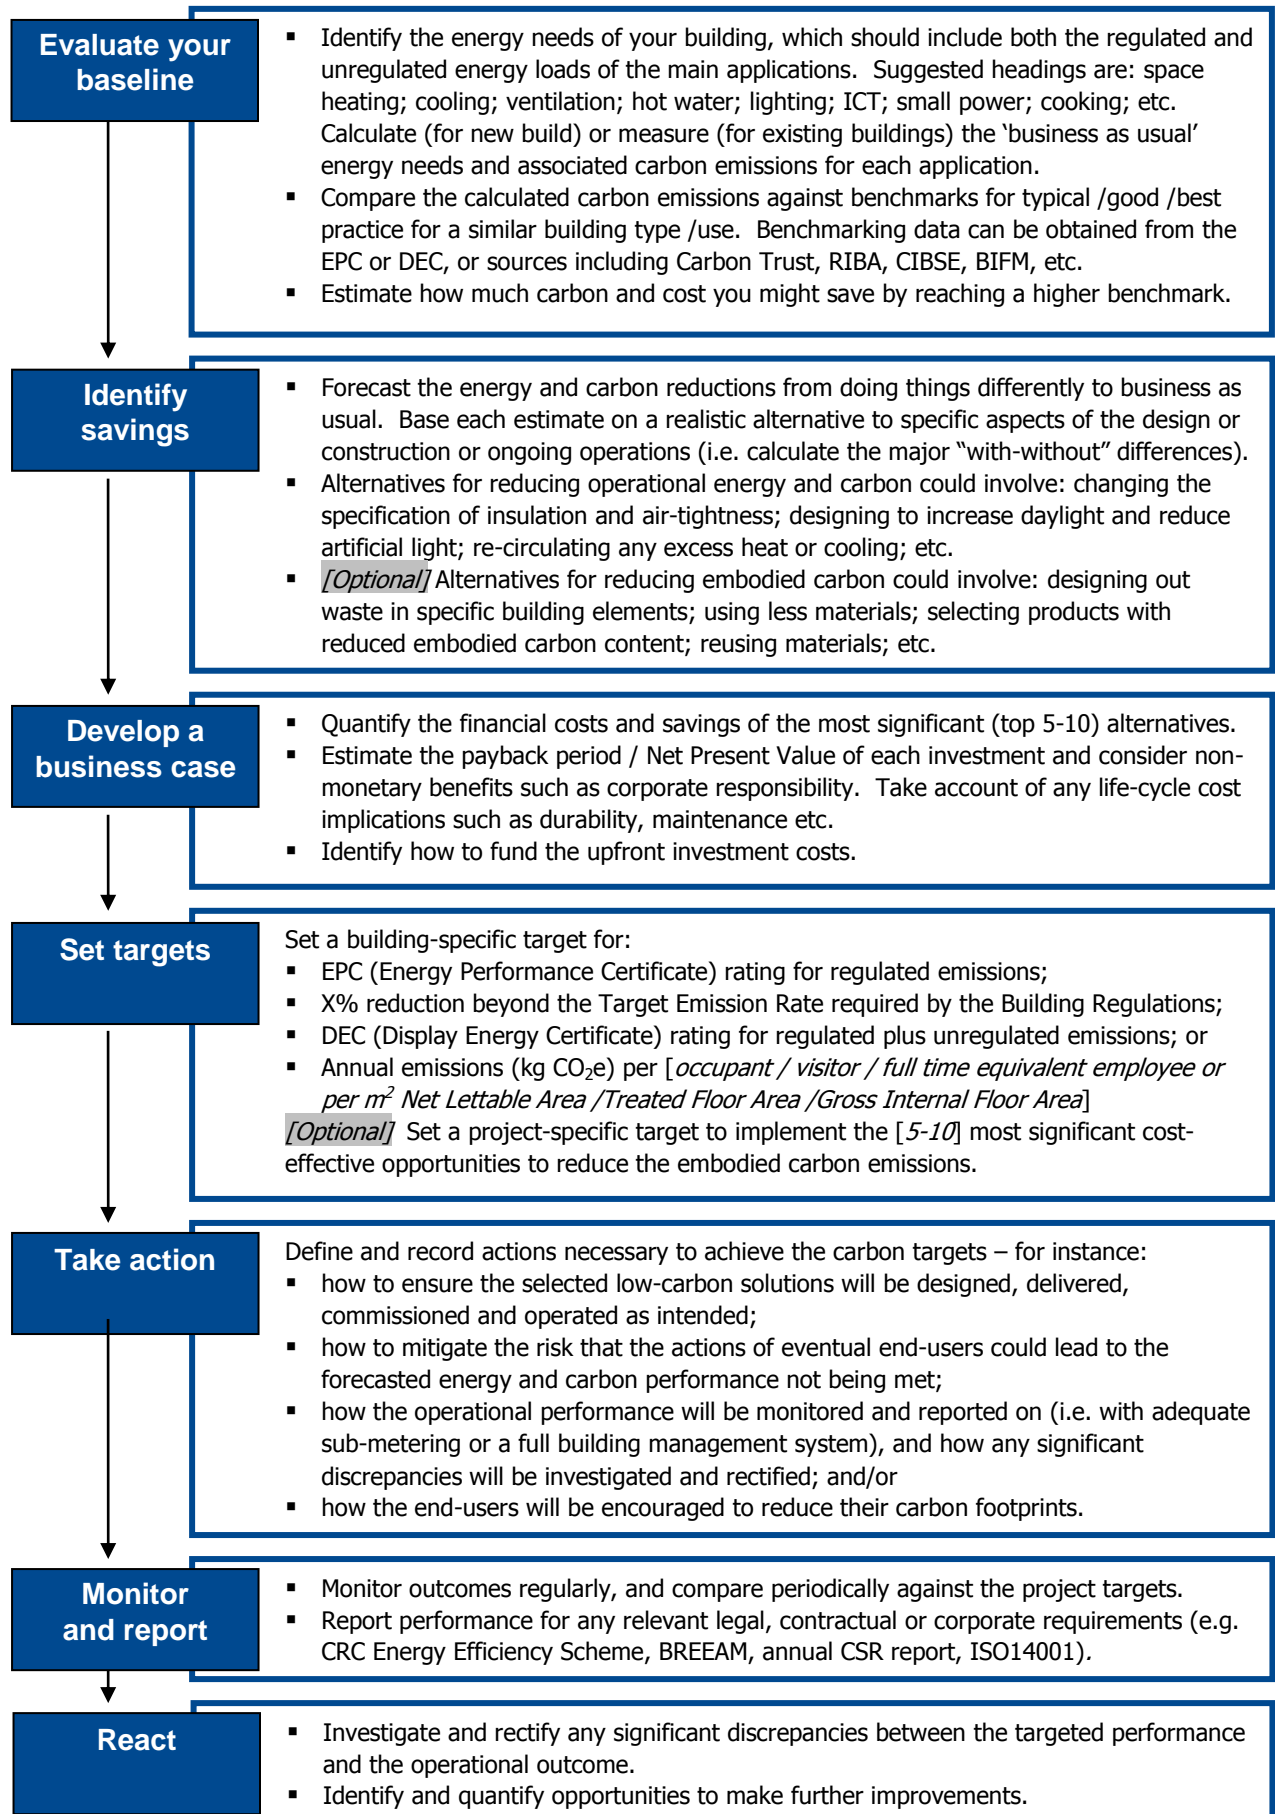 Evaluate your
baseline
▪ Identify the energy needs of your building, which should include both the regulated and
unregulated energy loads of the main applications.  Suggested headings are: space
heating; cooling; ventilation; hot water; lighting; ICT; small power; cooking; etc.
Calculate (for new build) or measure (for existing buildings) the ‘business as usual’
energy needs and associated carbon emissions for each application.
▪ Compare the calculated carbon emissions against benchmarks for typical /good /best
practice for a similar building type /use.  Benchmarking data can be obtained from the
EPC or DEC, or sources including Carbon Trust, RIBA, CIBSE, BIFM, etc.
▪ Estimate how much carbon and cost you might save by reaching a higher benchmark.
Identify
savings
▪ Forecast the energy and carbon reductions from doing things differently to business as
usual.  Base each estimate on a realistic alternative to specific aspects of the design or
construction or ongoing operations (i.e. calculate the major “with-without” differences).
▪ Alternatives for reducing operational energy and carbon could involve: changing the
specification of insulation and air-tightness; designing to increase daylight and reduce
artificial light; re-circulating any excess heat or cooling; etc.
▪ [Optional] Alternatives for reducing embodied carbon could involve: designing out
waste in specific building elements; using less materials; selecting products with
reduced embodied carbon content; reusing materials; etc.
Develop a
business case
▪ Quantify the financial costs and savings of the most significant (top 5-10) alternatives.
▪ Estimate the payback period / Net Present Value of each investment and consider non-
monetary benefits such as corporate responsibility.  Take account of any life-cycle cost
implications such as durability, maintenance etc.
▪ Identify how to fund the upfront investment costs.
Set targets
Set a building-specific target for:
▪ EPC (Energy Performance Certificate) rating for regulated emissions;
▪ X% reduction beyond the Target Emission Rate required by the Building Regulations;
▪ DEC (Display Energy Certificate) rating for regulated plus unregulated emissions; or
▪ Annual emissions (kg CO₂e) per [occupant / visitor / full time equivalent employee or
per m² Net Lettable Area /Treated Floor Area /Gross Internal Floor Area]
[Optional]  Set a project-specific target to implement the [5-10] most significant cost-
effective opportunities to reduce the embodied carbon emissions.
Take action
Define and record actions necessary to achieve the carbon targets – for instance:
▪ how to ensure the selected low-carbon solutions will be designed, delivered,
commissioned and operated as intended;
▪ how to mitigate the risk that the actions of eventual end-users could lead to the
forecasted energy and carbon performance not being met;
▪ how the operational performance will be monitored and reported on (i.e. with adequate
sub-metering or a full building management system), and how any significant
discrepancies will be investigated and rectified; and/or
▪ how the end-users will be encouraged to reduce their carbon footprints.
Monitor
and report
▪ Monitor outcomes regularly, and compare periodically against the project targets.
▪ Report performance for any relevant legal, contractual or corporate requirements (e.g.
CRC Energy Efficiency Scheme, BREEAM, annual CSR report, ISO14001).
React
▪ Investigate and rectify any significant discrepancies between the targeted performance
and the operational outcome.
▪ Identify and quantify opportunities to make further improvements.